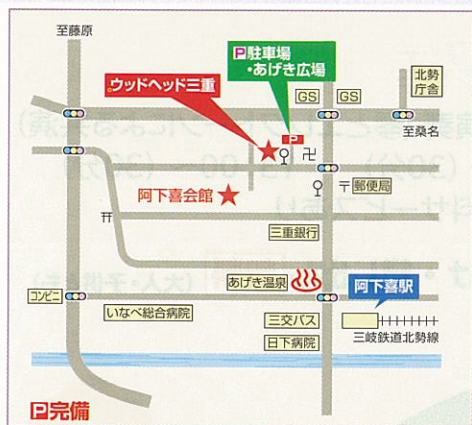 至藤原
P駐車場
・あげき広場
北勢
庁舎
ウッドヘッド三重
GS
GS
至桑名
P
阿下喜会館
〒郵便局
三重銀行
あげき温泉
阿下喜駅
コンビニ
いなべ総合病院
三交バス
日下病院
三岐鉄道北勢線
P完備